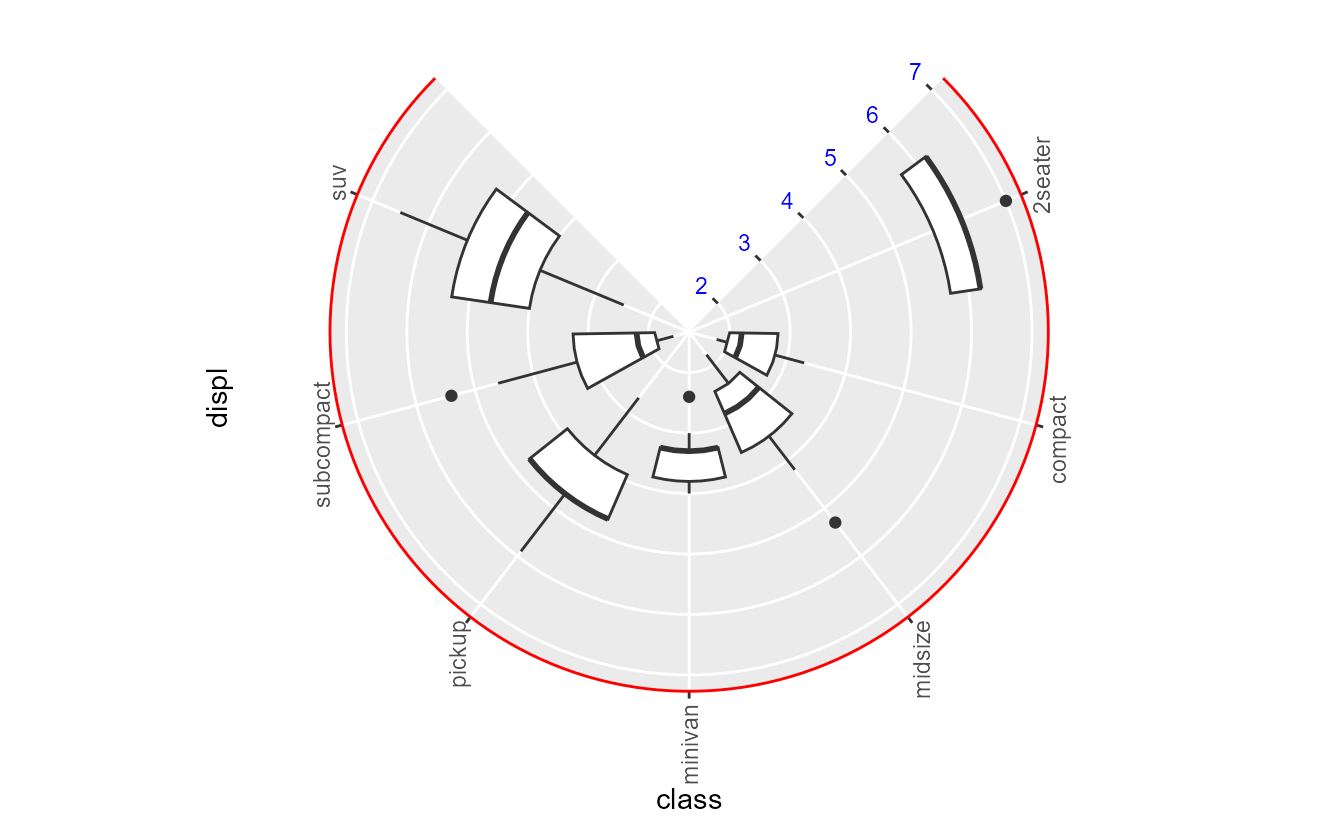 7
6
5
4
3
2
2seater
suv
displ
subcompact
compact
pickup
midsize
minivan
class